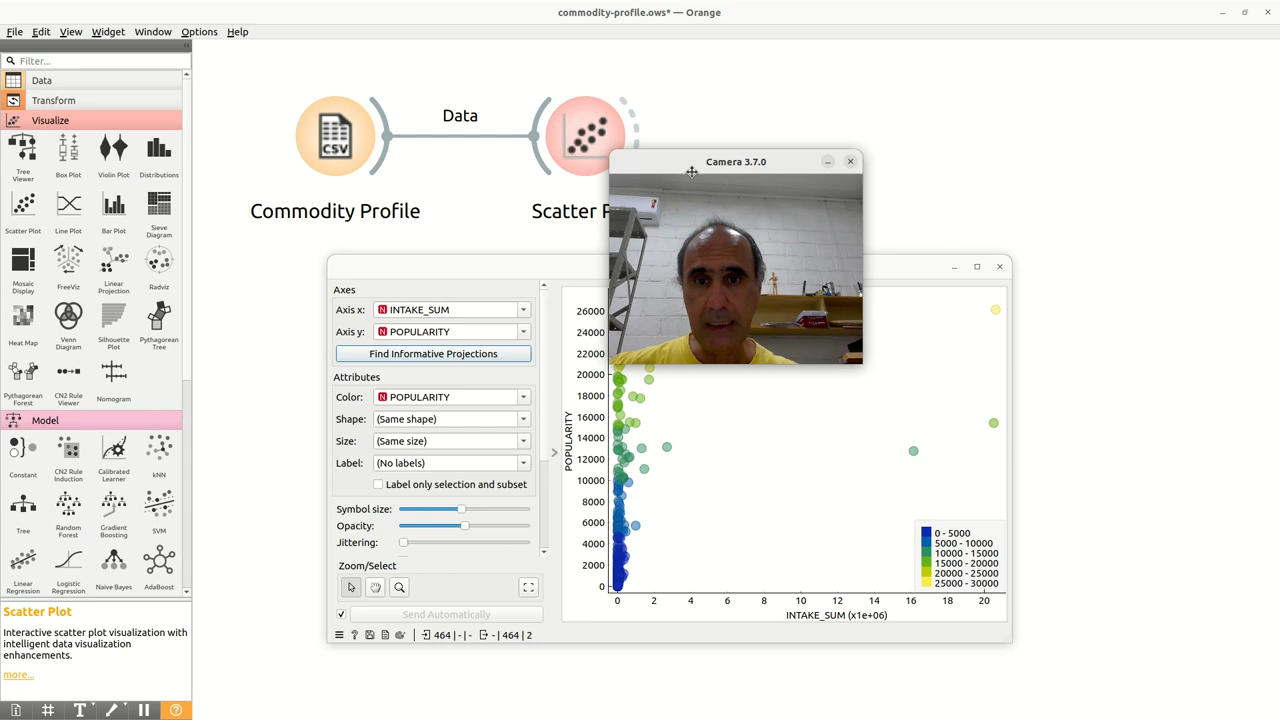 commodity-profile.ows* — Orange
File Edit View Widget Window Options Help
Filter...
Data
Transform
Visualize
Tree Viewer
Box Plot
Violin Plot
Distributions
Scatter Plot
Line Plot
Bar Plot
Sieve Diagram
Mosaic Display
FreeViz
Linear Projection
Radviz
Heat Map
Venn Diagram
Silhouette Plot
Pythagorean Tree
Pythagorean Forest
CN2 Rule Viewer
Nomogram
Model
Constant
CN2 Rule Induction
Calibrated Learner
kNN
Tree
Random Forest
Gradient Boosting
SVM
Linear Regression
Logistic Regression
Naive Bayes
AdaBoost
Scatter Plot
Interactive scatter plot visualization with
intelligent data visualization
enhancements.
more...
CSV
Data
Commodity Profile
Scatter P
Camera 3.7.0
Axes
Axis x: N INTAKE_SUM
Axis y: N POPULARITY
Find Informative Projections
Attributes
Color: N POPULARITY
Shape: (Same shape)
Size: (Same size)
Label: (No labels)
Label only selection and subset
Symbol size:
Opacity:
Jittering:
Zoom/Select
Send Automatically
464 | - | - - | 464 | 2
POPULARITY
26000
24000
22000
20000
18000
16000
14000
12000
10000
8000
6000
4000
2000
0
0 2 4 6 8 10 12 14 16 18 20
INTAKE_SUM (x1e+06)
0 - 5000
5000 - 10000
10000 - 15000
15000 - 20000
20000 - 25000
25000 - 30000